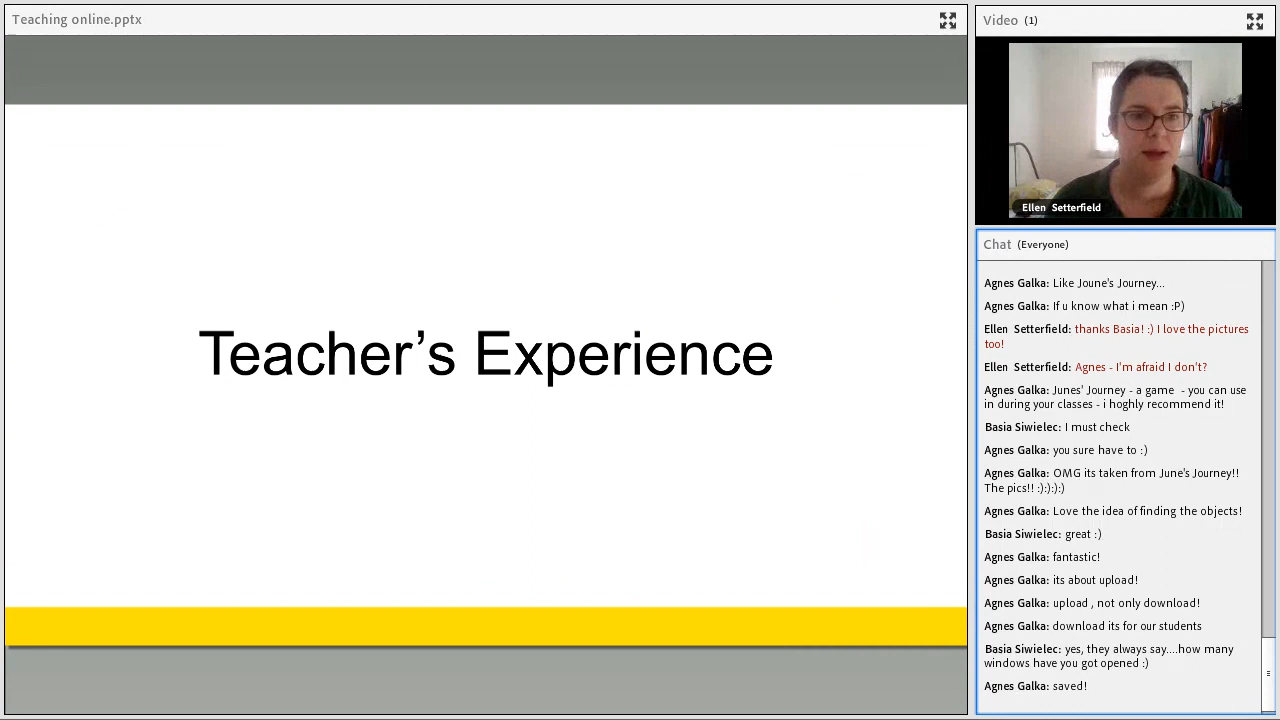 Teaching online.pptx
Teacher's Experience
Video (1)
Ellen Setterfield
Chat (Everyone)
Agnes Galka: Like Joune's Journey...
Agnes Galka: If u know what i mean :P)
Ellen Setterfield: thanks Basia! :) I love the pictures
too!
Ellen Setterfield: Agnes - I'm afraid I don't?
Agnes Galka: Junes' Journey - a game - you can use
in during your classes - i hoghly recommend it!
Basia Siwielec: I must check
Agnes Galka: you sure have to :)
Agnes Galka: OMG its taken from June's Journey!!
The pics!! :):):):)
Agnes Galka: Love the idea of finding the objects!
Basia Siwielec: great :)
Agnes Galka: fantastic!
Agnes Galka: its about upload!
Agnes Galka: upload , not only download!
Agnes Galka: download its for our students
Basia Siwielec: yes, they always say....how many
windows have you got opened :)
Agnes Galka: saved!